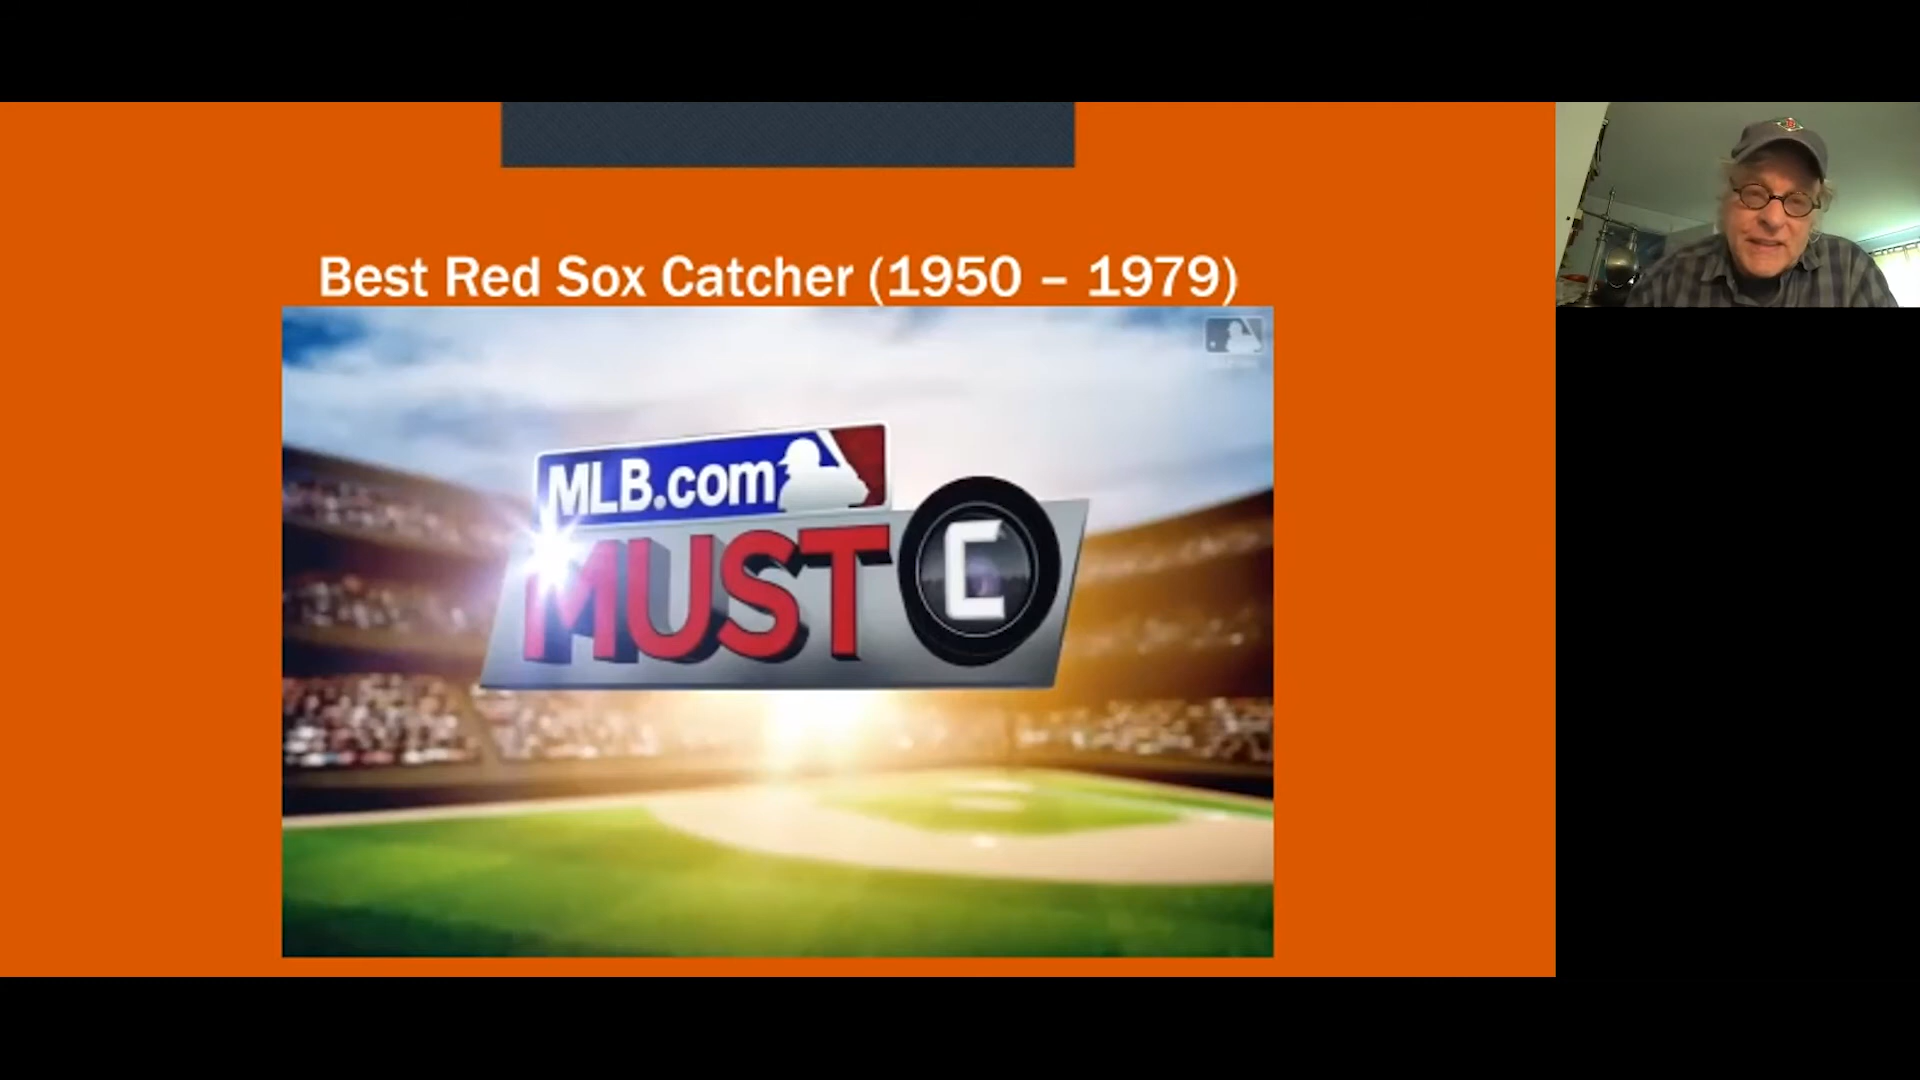 Best Red Sox Catcher (1950 – 1979)
MLB.com
MUST C